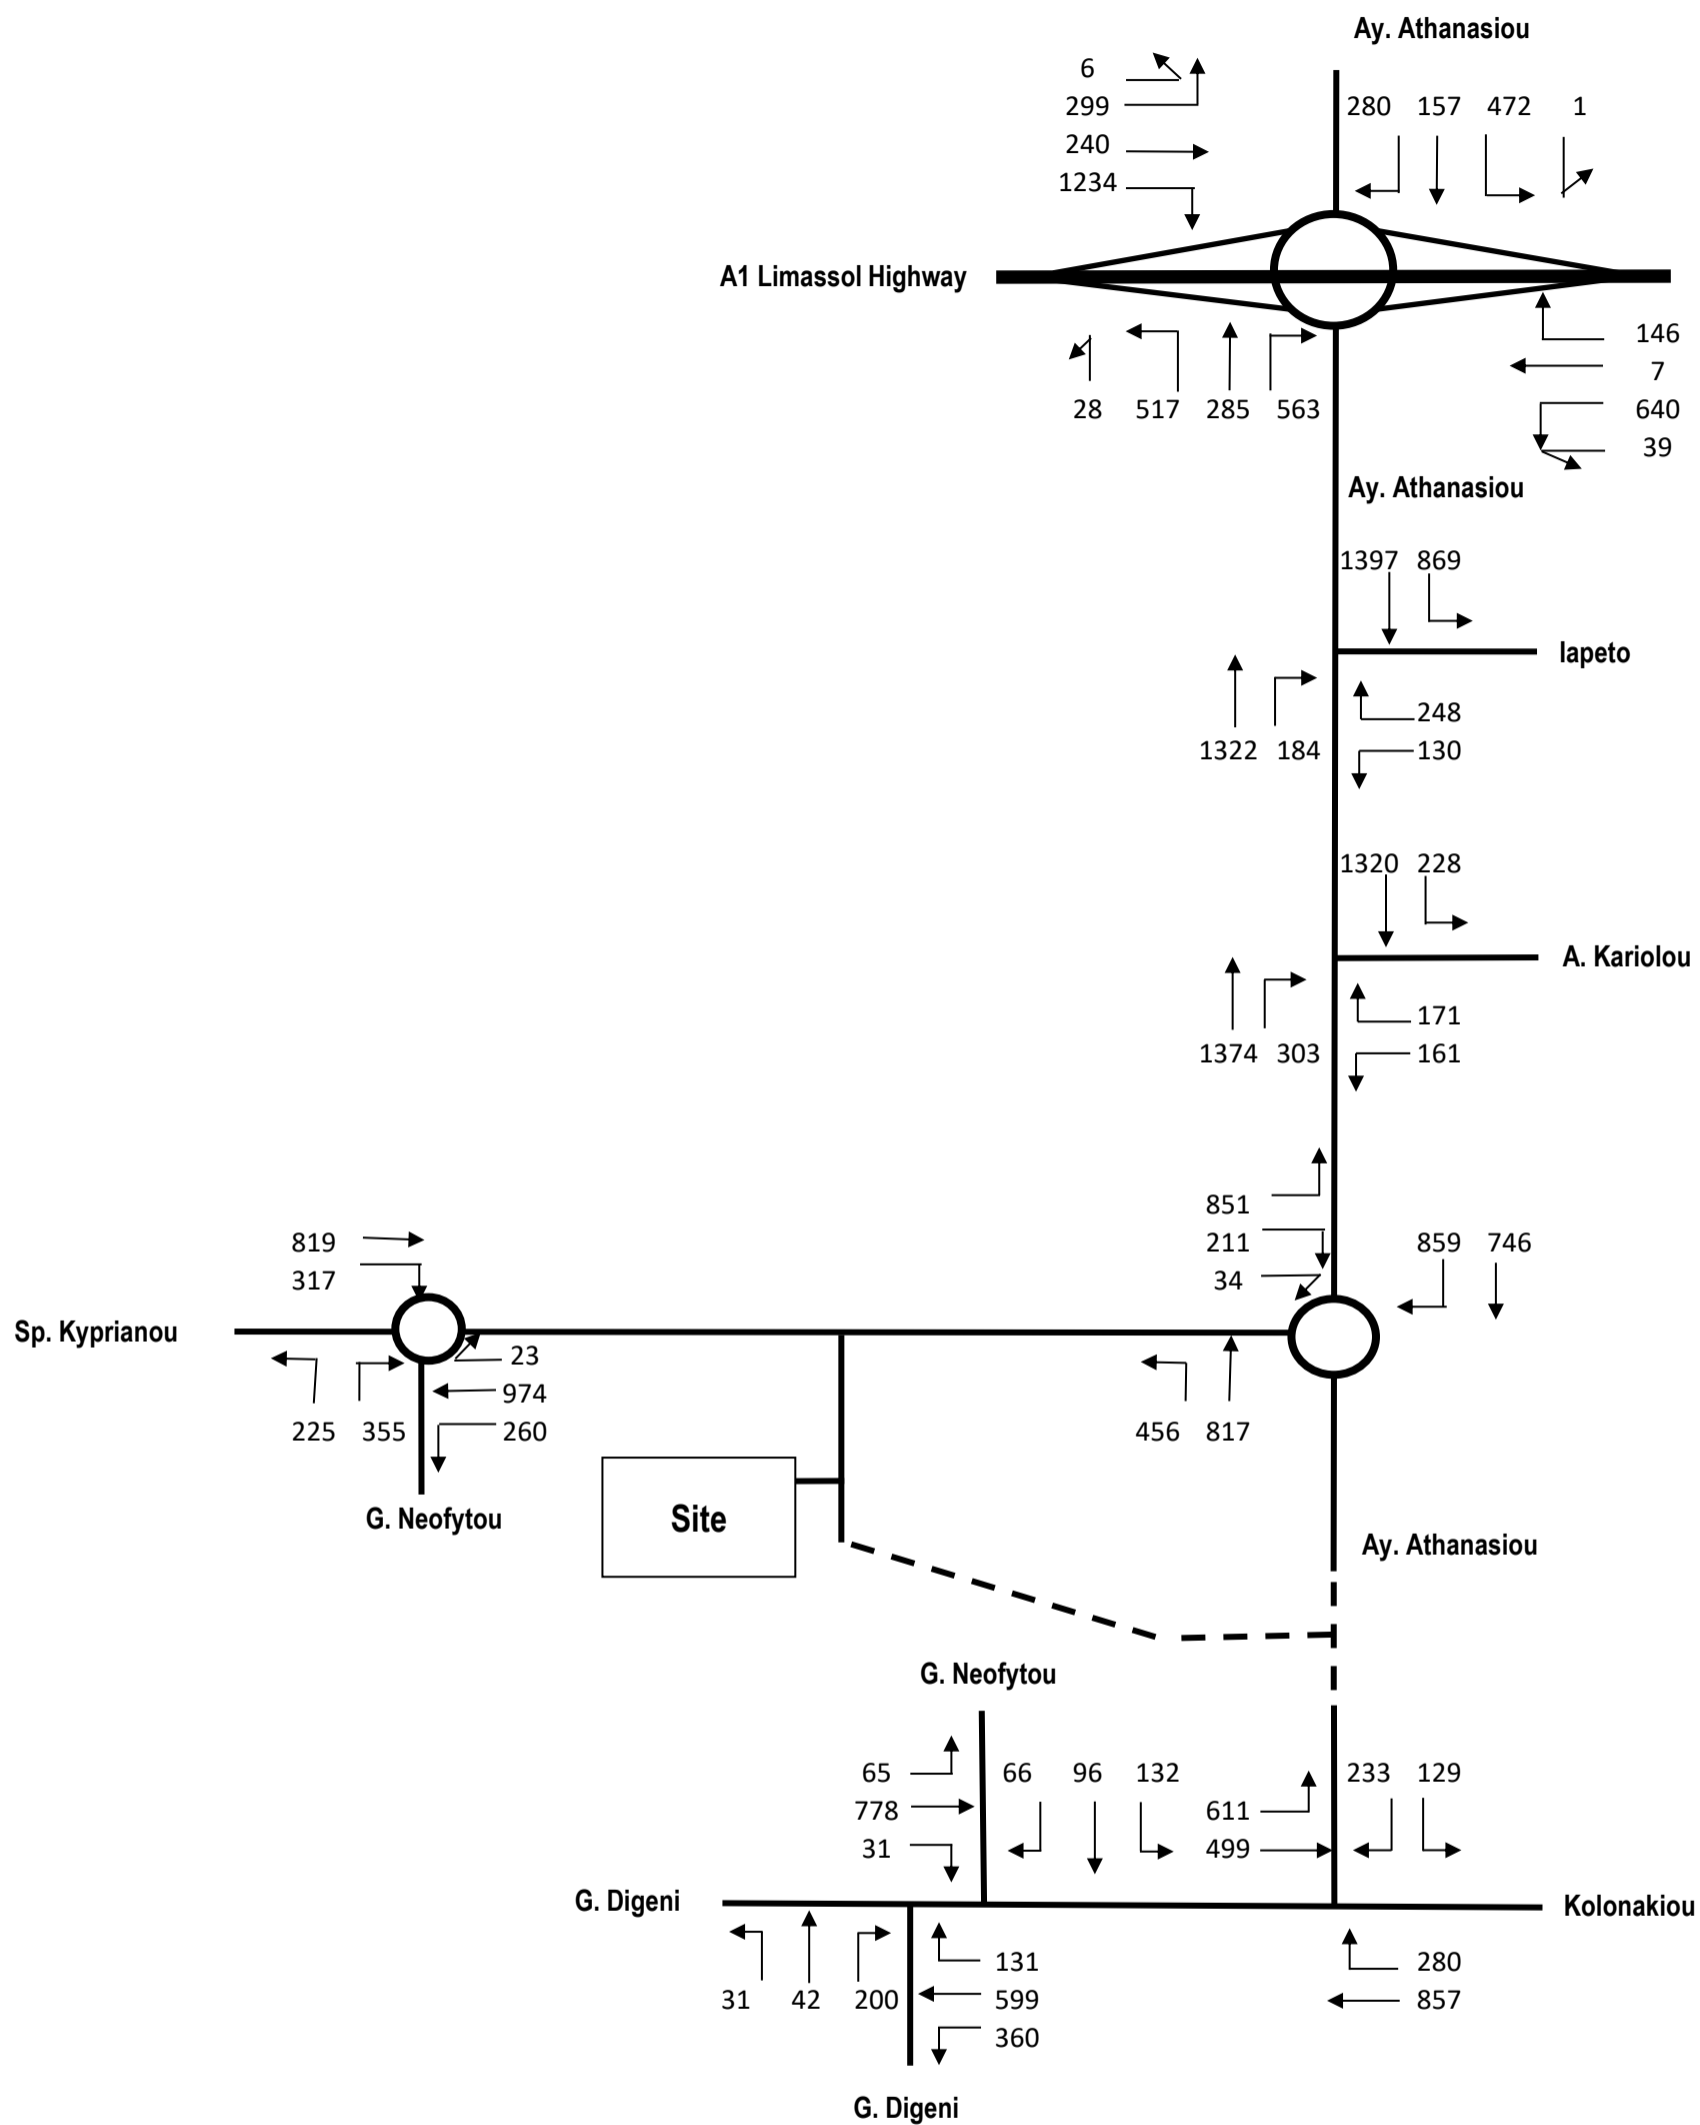 Ay. Athanasiou
6
299
240
1234
280 157 472 1
A1 Limassol Highway
28 517 285 563
146
7
640
39
Ay. Athanasiou
1397 869
Iapeto
248
130
1322 184
1320 228
A. Kariolou
171
161
1374 303
851
211
34
859 746
819
317
Sp. Kyprianou
23
974
260
225 355
456 817
G. Neofytou
Site
Ay. Athanasiou
G. Neofytou
65
778
31
66 96 132
611
499
233 129
G. Digeni
Kolonakiou
31 42 200
131
599
360
280
857
G. Digeni